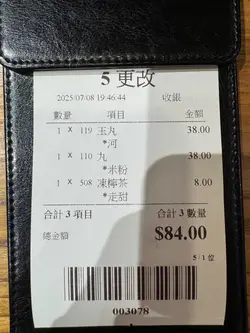 5 更改
2025/07/08 19:46:44 收銀
數量 項目 金額
1 X 119 玉丸 38.00
*河
1 X 110 丸 38.00
*米粉
1 X 508 凍檸茶 8.00
*走甜
合計 3 項目 合計 3 數量
總金額 $84.00
5 / 1 位
003078